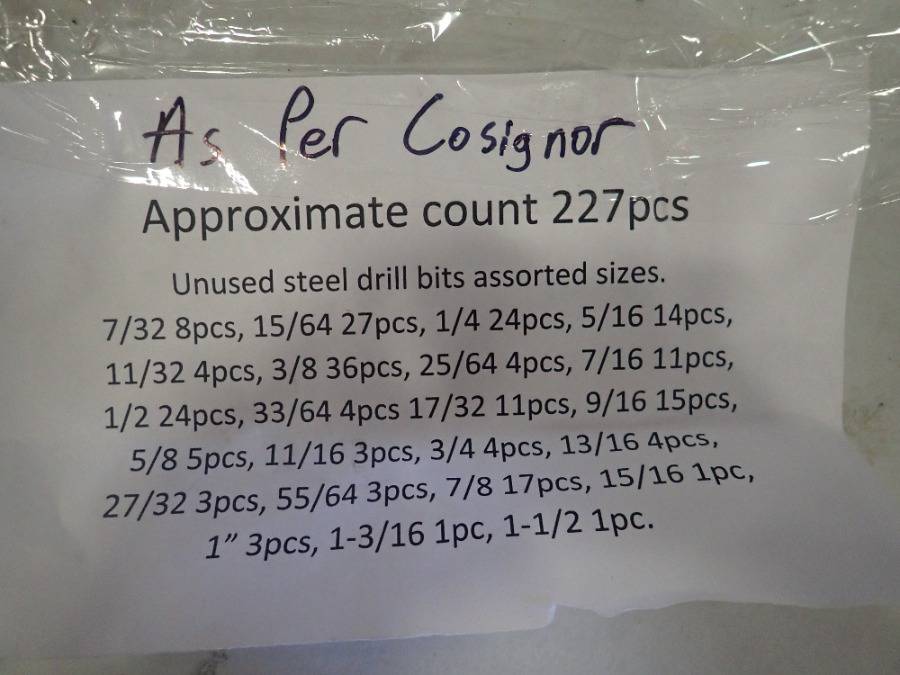 As Per Cosignor
Approximate count 227pcs
Unused steel drill bits assorted sizes.
7/32 8pcs, 15/64 27pcs, 1/4 24pcs, 5/16 14pcs,
11/32 4pcs, 3/8 36pcs, 25/64 4pcs, 7/16 11pcs,
1/2 24pcs, 33/64 4pcs 17/32 11pcs, 9/16 15pcs,
5/8 5pcs, 11/16 3pcs, 3/4 4pcs, 13/16 4pcs,
27/32 3pcs, 55/64 3pcs, 7/8 17pcs, 15/16 1pc,
1” 3pcs, 1-3/16 1pc, 1-1/2 1pc.